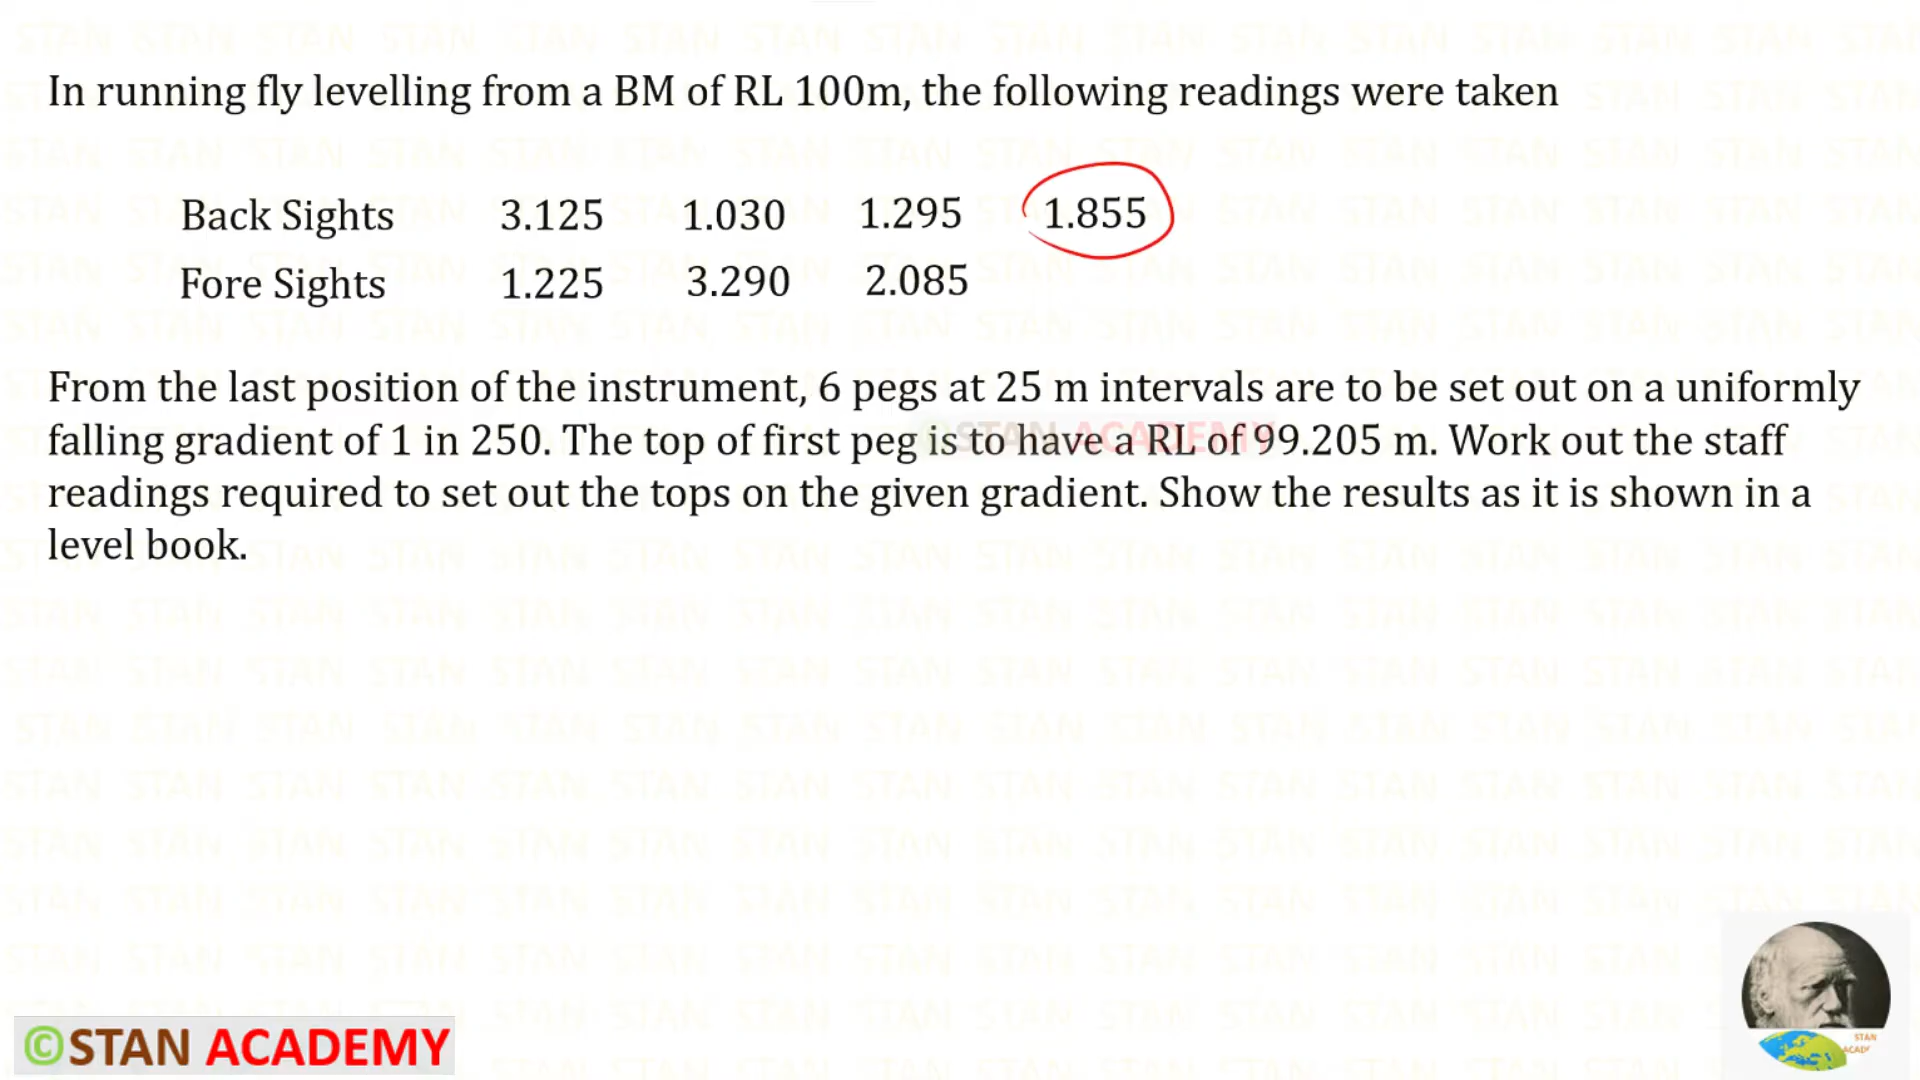 In running fly levelling from a BM of RL 100m, the following readings were taken
Back Sights 3.125 1.030 1.295 1.855
Fore Sights 1.225 3.290 2.085
From the last position of the instrument, 6 pegs at 25 m intervals are to be set out on a uniformly
falling gradient of 1 in 250. The top of first peg is to have a RL of 99.205 m. Work out the staff
readings required to set out the tops on the given gradient. Show the results as it is shown in a
level book.
©STAN ACADEMY
©STAN ACADEMY
STAN